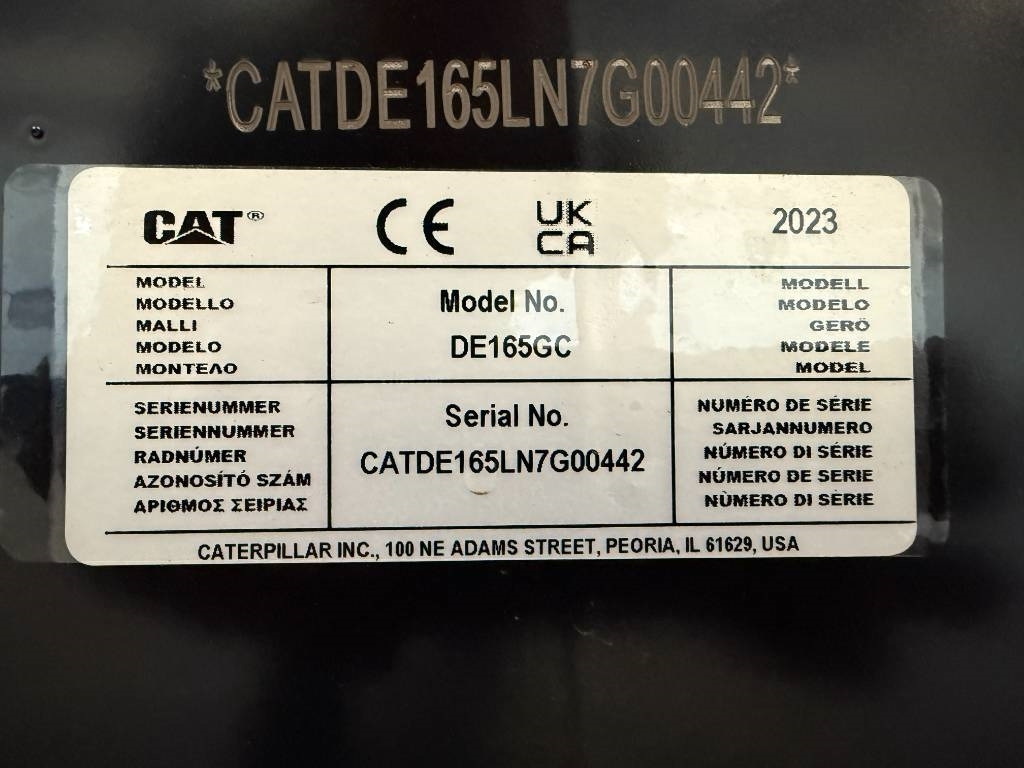 *CATDE165LN7G00442*
CAT® CE UK CA 2023
MODEL
MODELLO
MALLI
MODELO
ΜΟΝΤΕΛΟ
Model No.
DE165GC
MODELL
MODELO
GERÖ
MODELE
MODEL
SERIENUMMER
SERIENNUMMER
RADNÚMER
AZONOSÍTÓ SZÁM
ΑΡΙΘΜΟΣ ΣΕΙΡΙΑΣ
Serial No.
CATDE165LN7G00442
NUMÉRO DE SÉRIE
SARJANNUMERO
NÚMERO DI SÉRIE
NÚMERO DE SERIE
NÙMERO DI SÉRIE
CATERPILLAR INC., 100 NE ADAMS STREET, PEORIA, IL 61629, USA